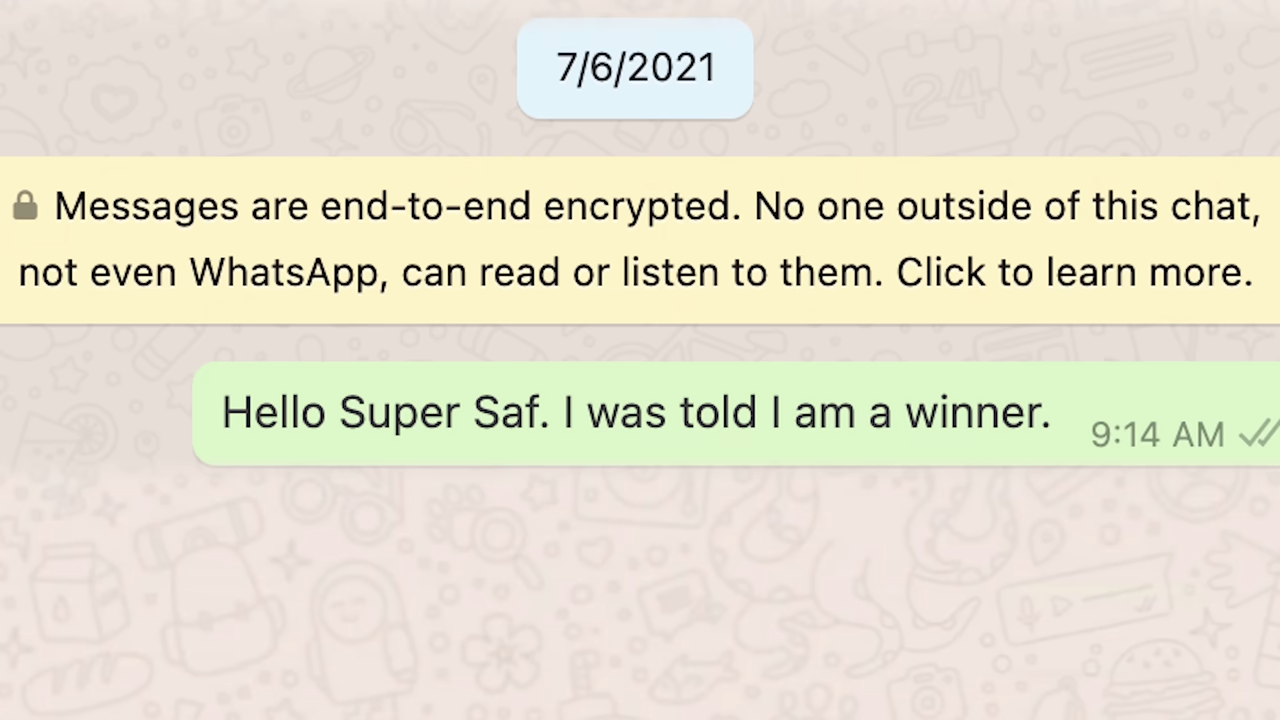 7/6/2021
Messages are end-to-end encrypted. No one outside of this chat,
not even WhatsApp, can read or listen to them. Click to learn more.
Hello Super Saf. I was told I am a winner.
9:14 AM
24